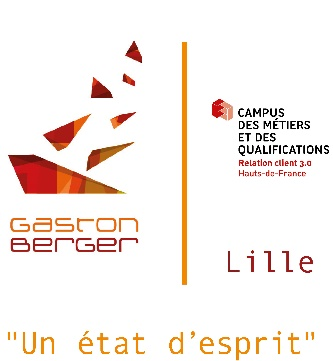 Gaston
Berger
CAMPUS
DES MÉTIERS
ET DES
QUALIFICATIONS
Relation client 3.0
Hauts-de-France
Lille
"Un état d'esprit"